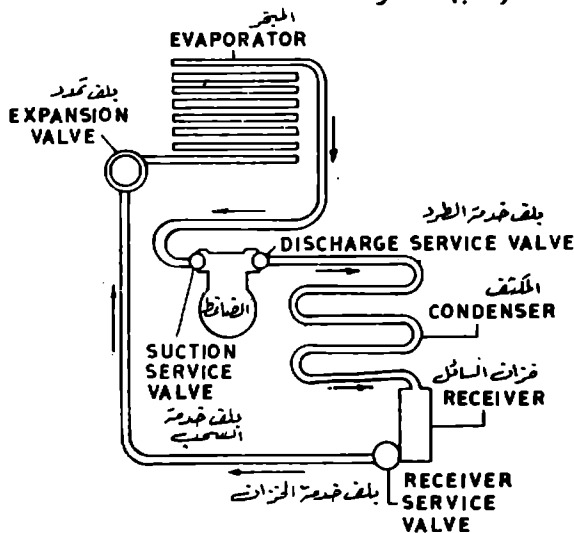 المبخر
EVAPORATOR
بلف تمدد
EXPANSION
VALVE
بلف خدمة الطرد
DISCHARGE SERVICE VALVE
الضاغط
المكثف
CONDENSER
SUCTION
SERVICE
VALVE
بلف خدمة
السحب
خزان السائل
RECEIVER
بلف خدمة الخزان
RECEIVER
SERVICE
VALVE